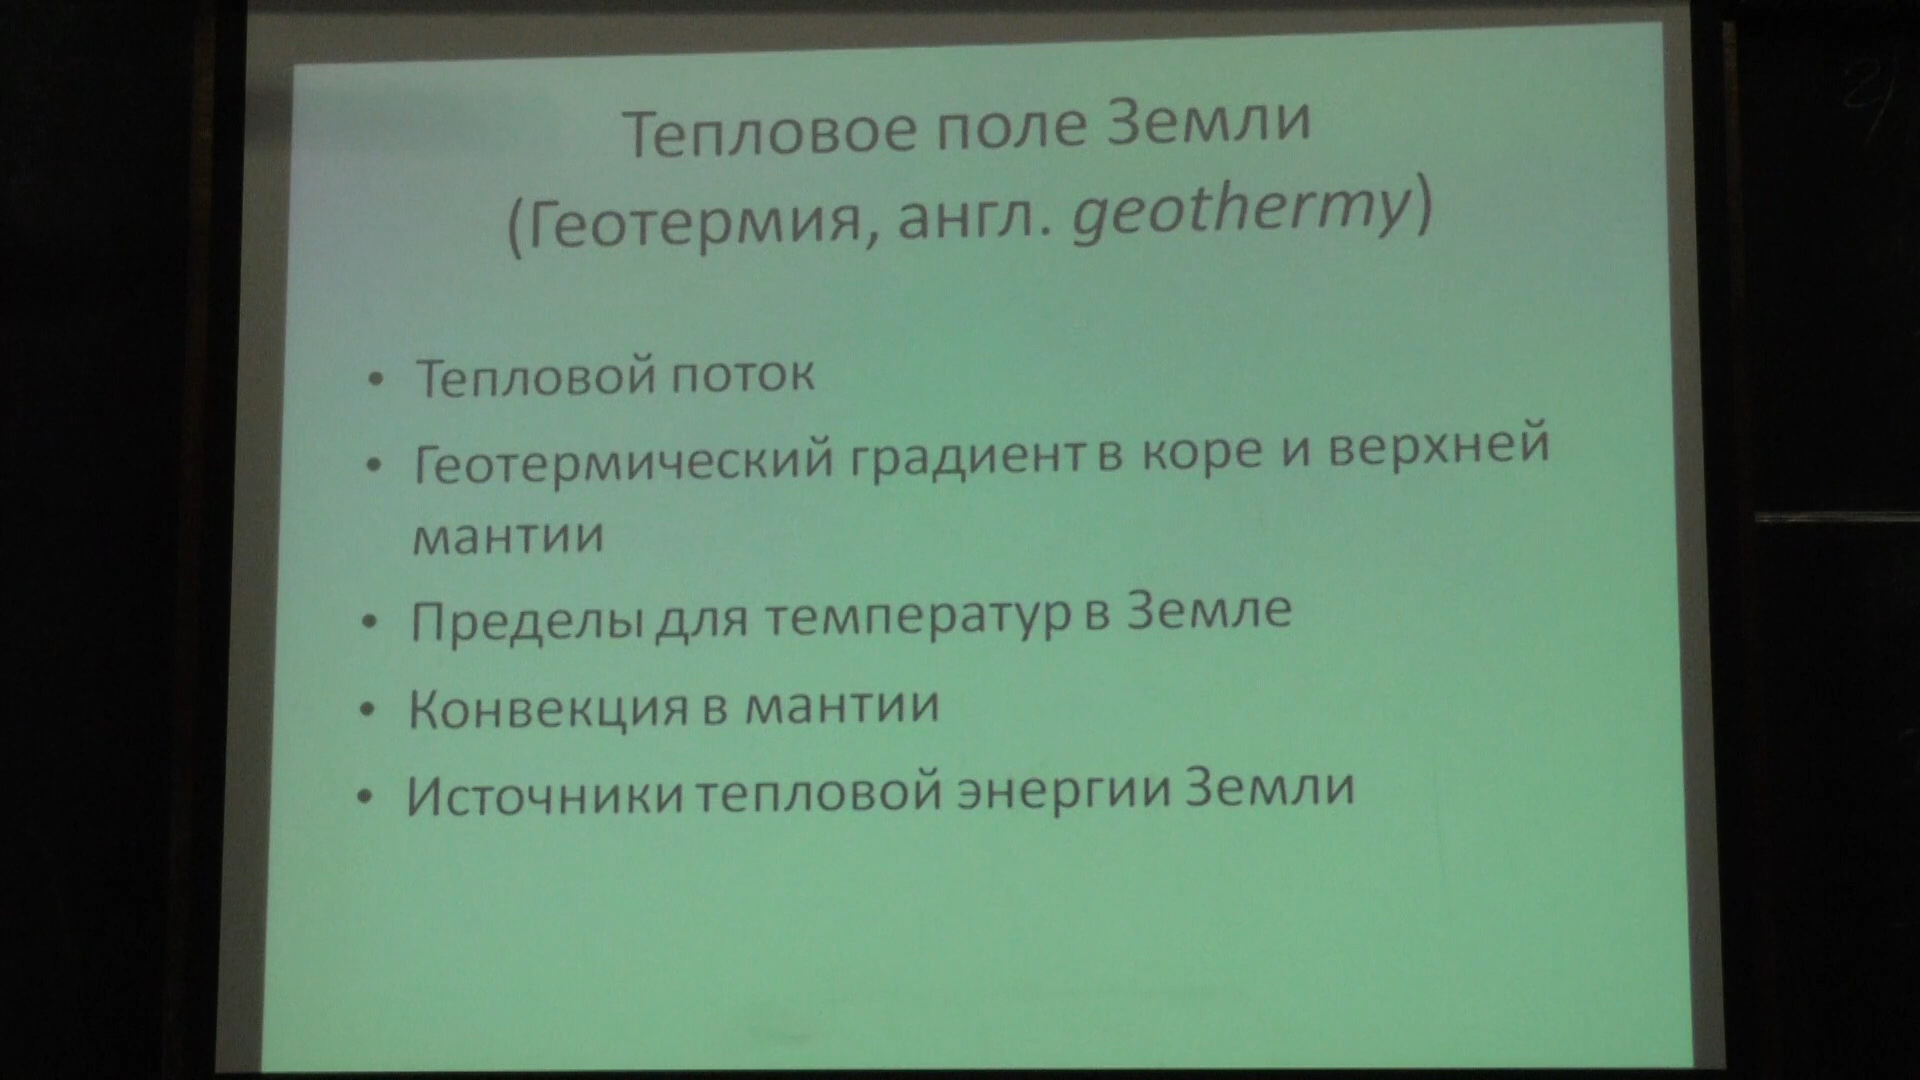 Тепловое поле Земли
(Геотермия, англ. geothermy)
• Тепловой поток
• Геотермический градиент в коре и верхней
мантии
• Пределы для температур в Земле
• Конвекция в мантии
• Источники тепловой энергии Земли